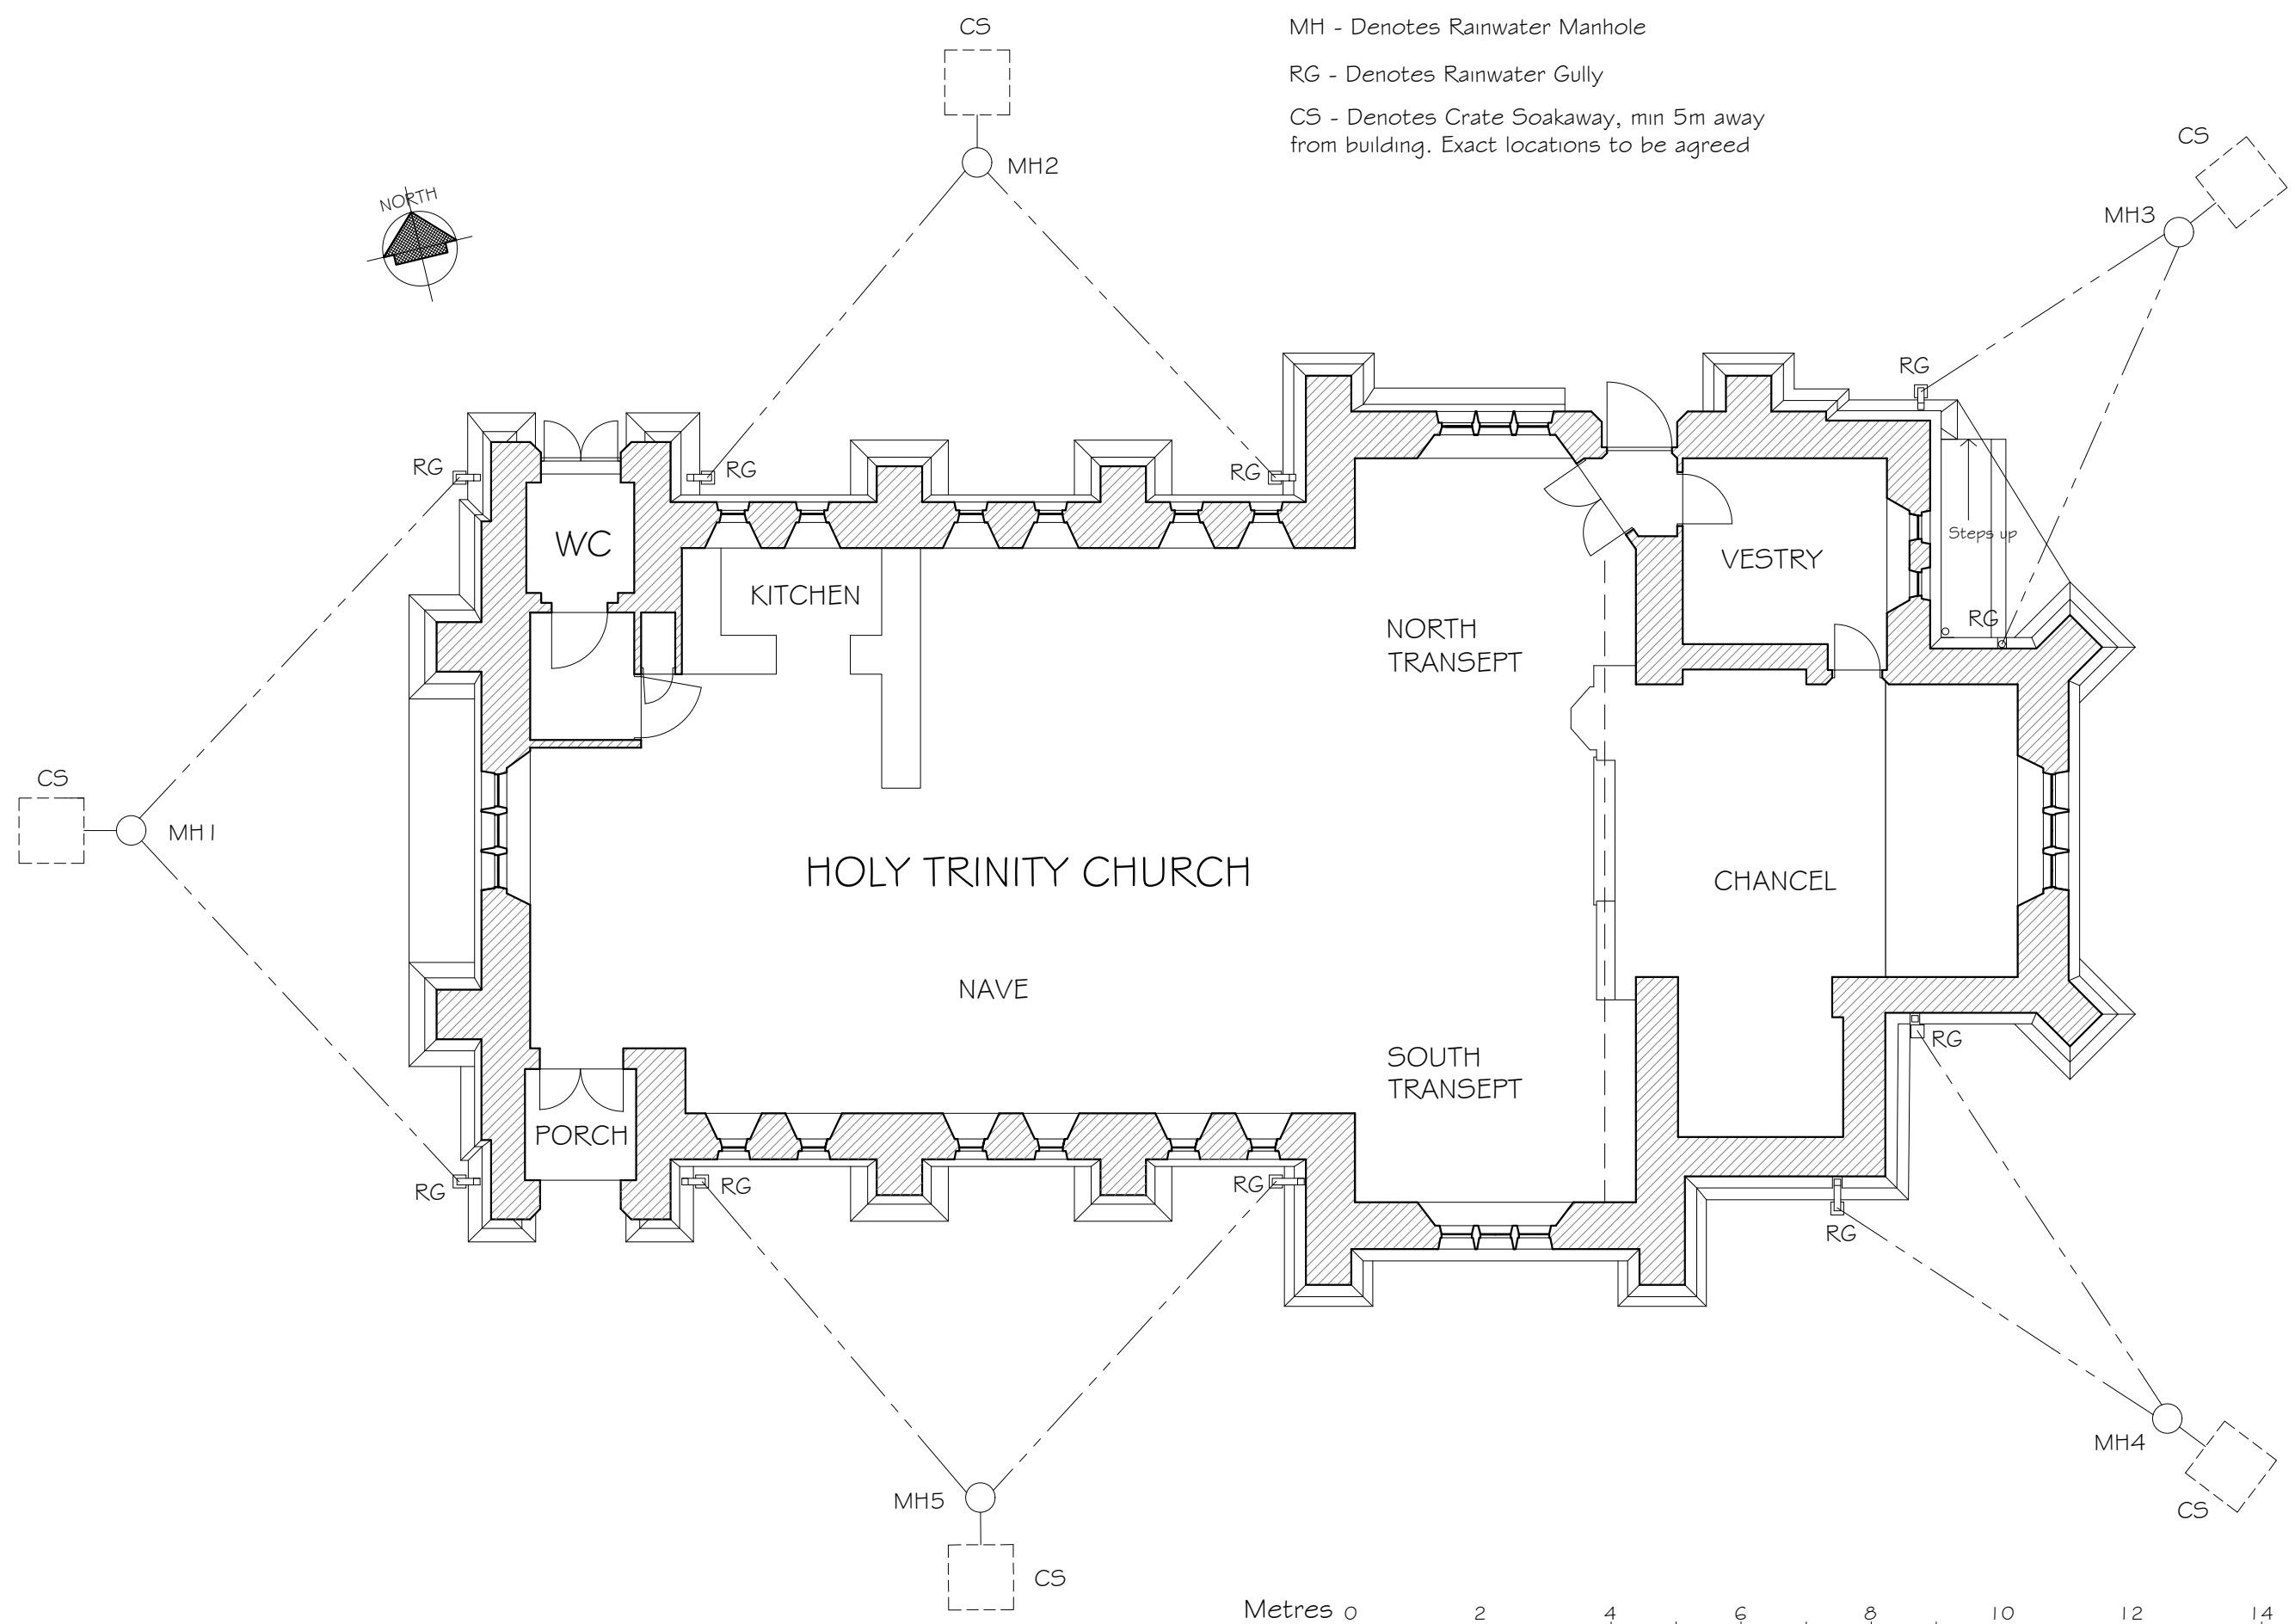 CS
MH - Denotes Rainwater Manhole
RG - Denotes Rainwater Gully
CS - Denotes Crate Soakaway, min 5m away
from building. Exact locations to be agreed
CS
MH2
NORTH
MH3
RG
RG
RG
RG
WC
Steps up
VESTRY
KITCHEN
RG
NORTH
TRANSEPT
CS
MH1
HOLY TRINITY CHURCH
CHANCEL
NAVE
RG
SOUTH
TRANSEPT
PORCH
RG
RG
RG
RG
MH4
MH5
CS
CS
Metres 0 2 4 6 8 10 12 14